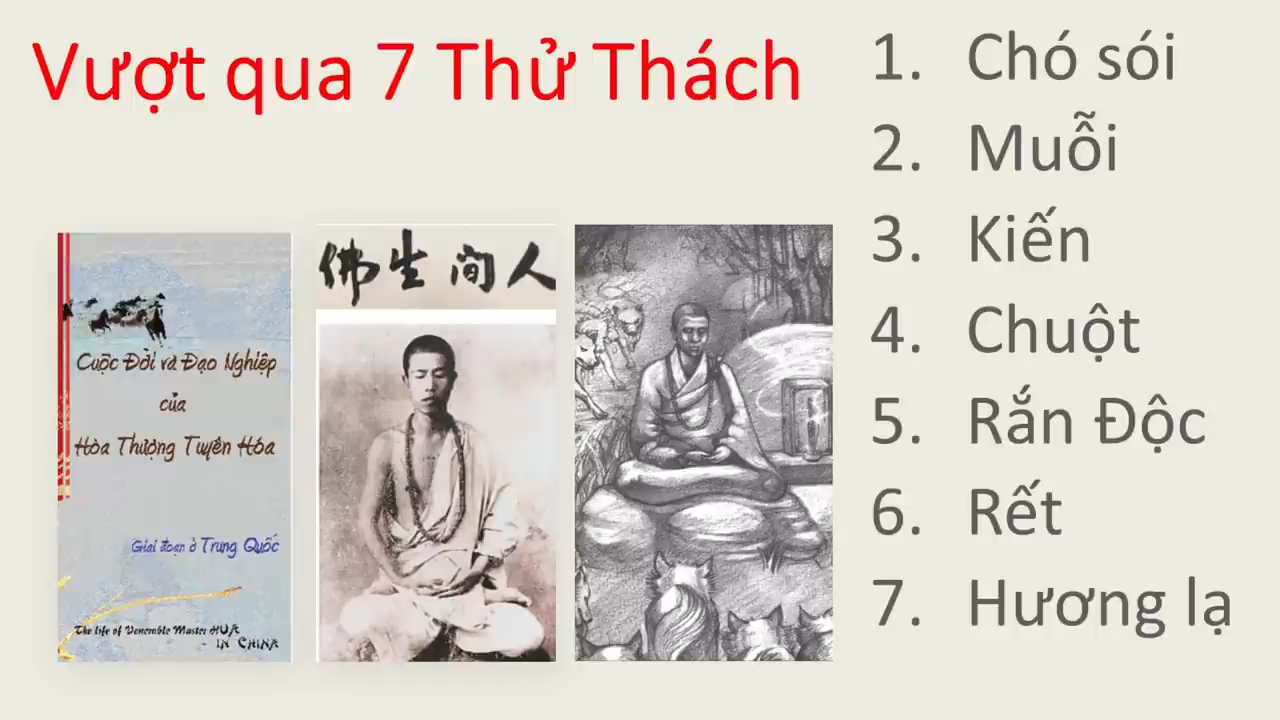 Vượt qua 7 Thử Thách
1. Chó sói
2. Muỗi
3. Kiến
4. Chuột
5. Rắn Độc
6. Rết
7. Hương lạ
Cuộc Đời và Đạo Nghiệp
của
Hòa Thượng Tuyên Hóa
Giai đoạn ở Trung Quốc
The life of Venerable Master HUA
- IN CHINA
佛生间人